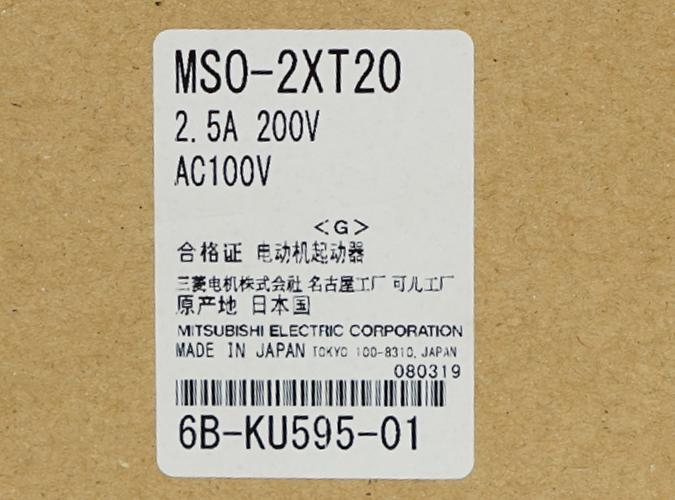 MSO-2XT20
2.5A 200V
AC100V
<G>
合格证 电动机起动器
三菱电机株式会社 名古屋工厂 可儿工厂
原产地 日本国
MITSUBISHI ELECTRIC CORPORATION
MADE IN JAPAN TOKYO 100-8310, JAPAN
080319
6B-KU595-01